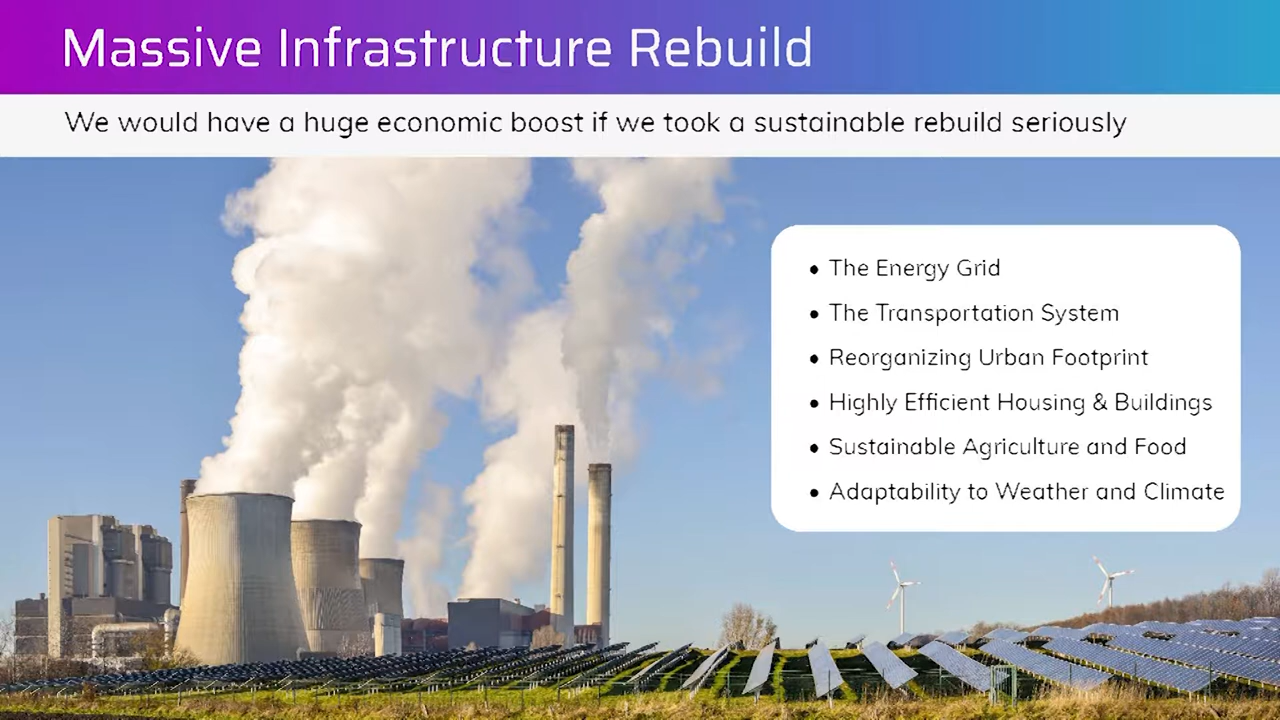 Massive Infrastructure Rebuild
We would have a huge economic boost if we took a sustainable rebuild seriously
• The Energy Grid
• The Transportation System
• Reorganizing Urban Footprint
• Highly Efficient Housing & Buildings
• Sustainable Agriculture and Food
• Adaptability to Weather and Climate